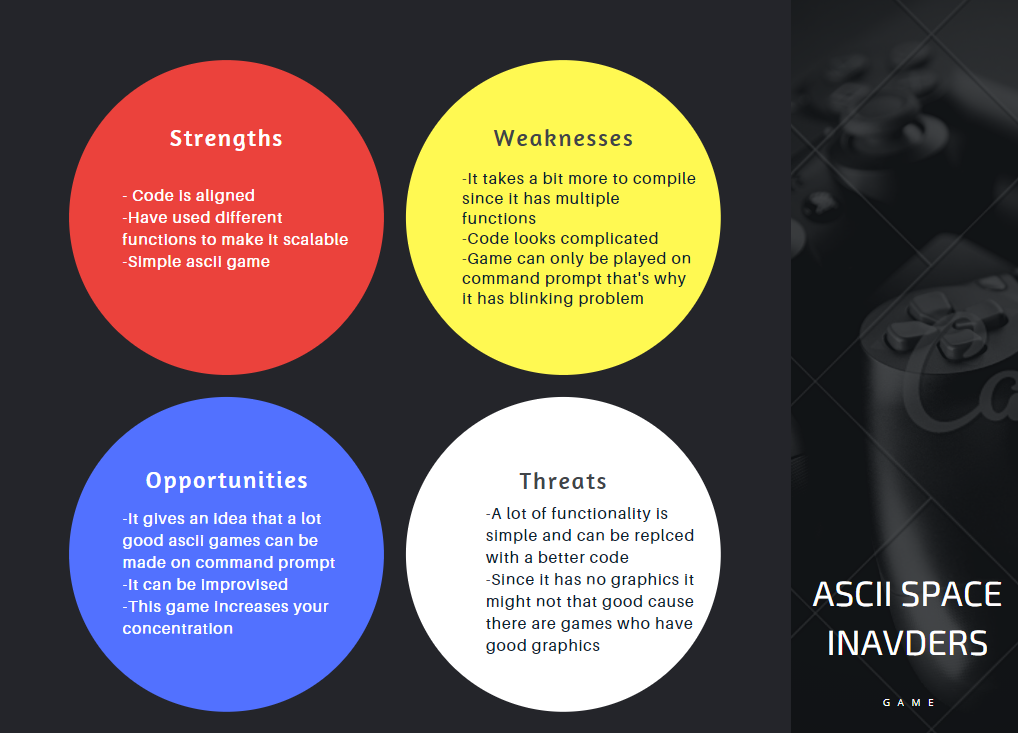 Strengths
- Code is aligned
-Have used different
functions to make it scalable
-Simple ascii game
Weaknesses
-It takes a bit more to compile
since it has multiple
functions
-Code looks complicated
-Game can only be played on
command prompt that's why
it has blinking problem
Opportunities
-It gives an idea that a lot
good ascii games can be
made on command prompt
-It can be improvised
-This game increases your
concentration
Threats
-A lot of functionality is
simple and can be replced
with a better code
-Since it has no graphics it
might not that good cause
there are games who have
good graphics
ASCII SPACE
INAVDERS
GAME